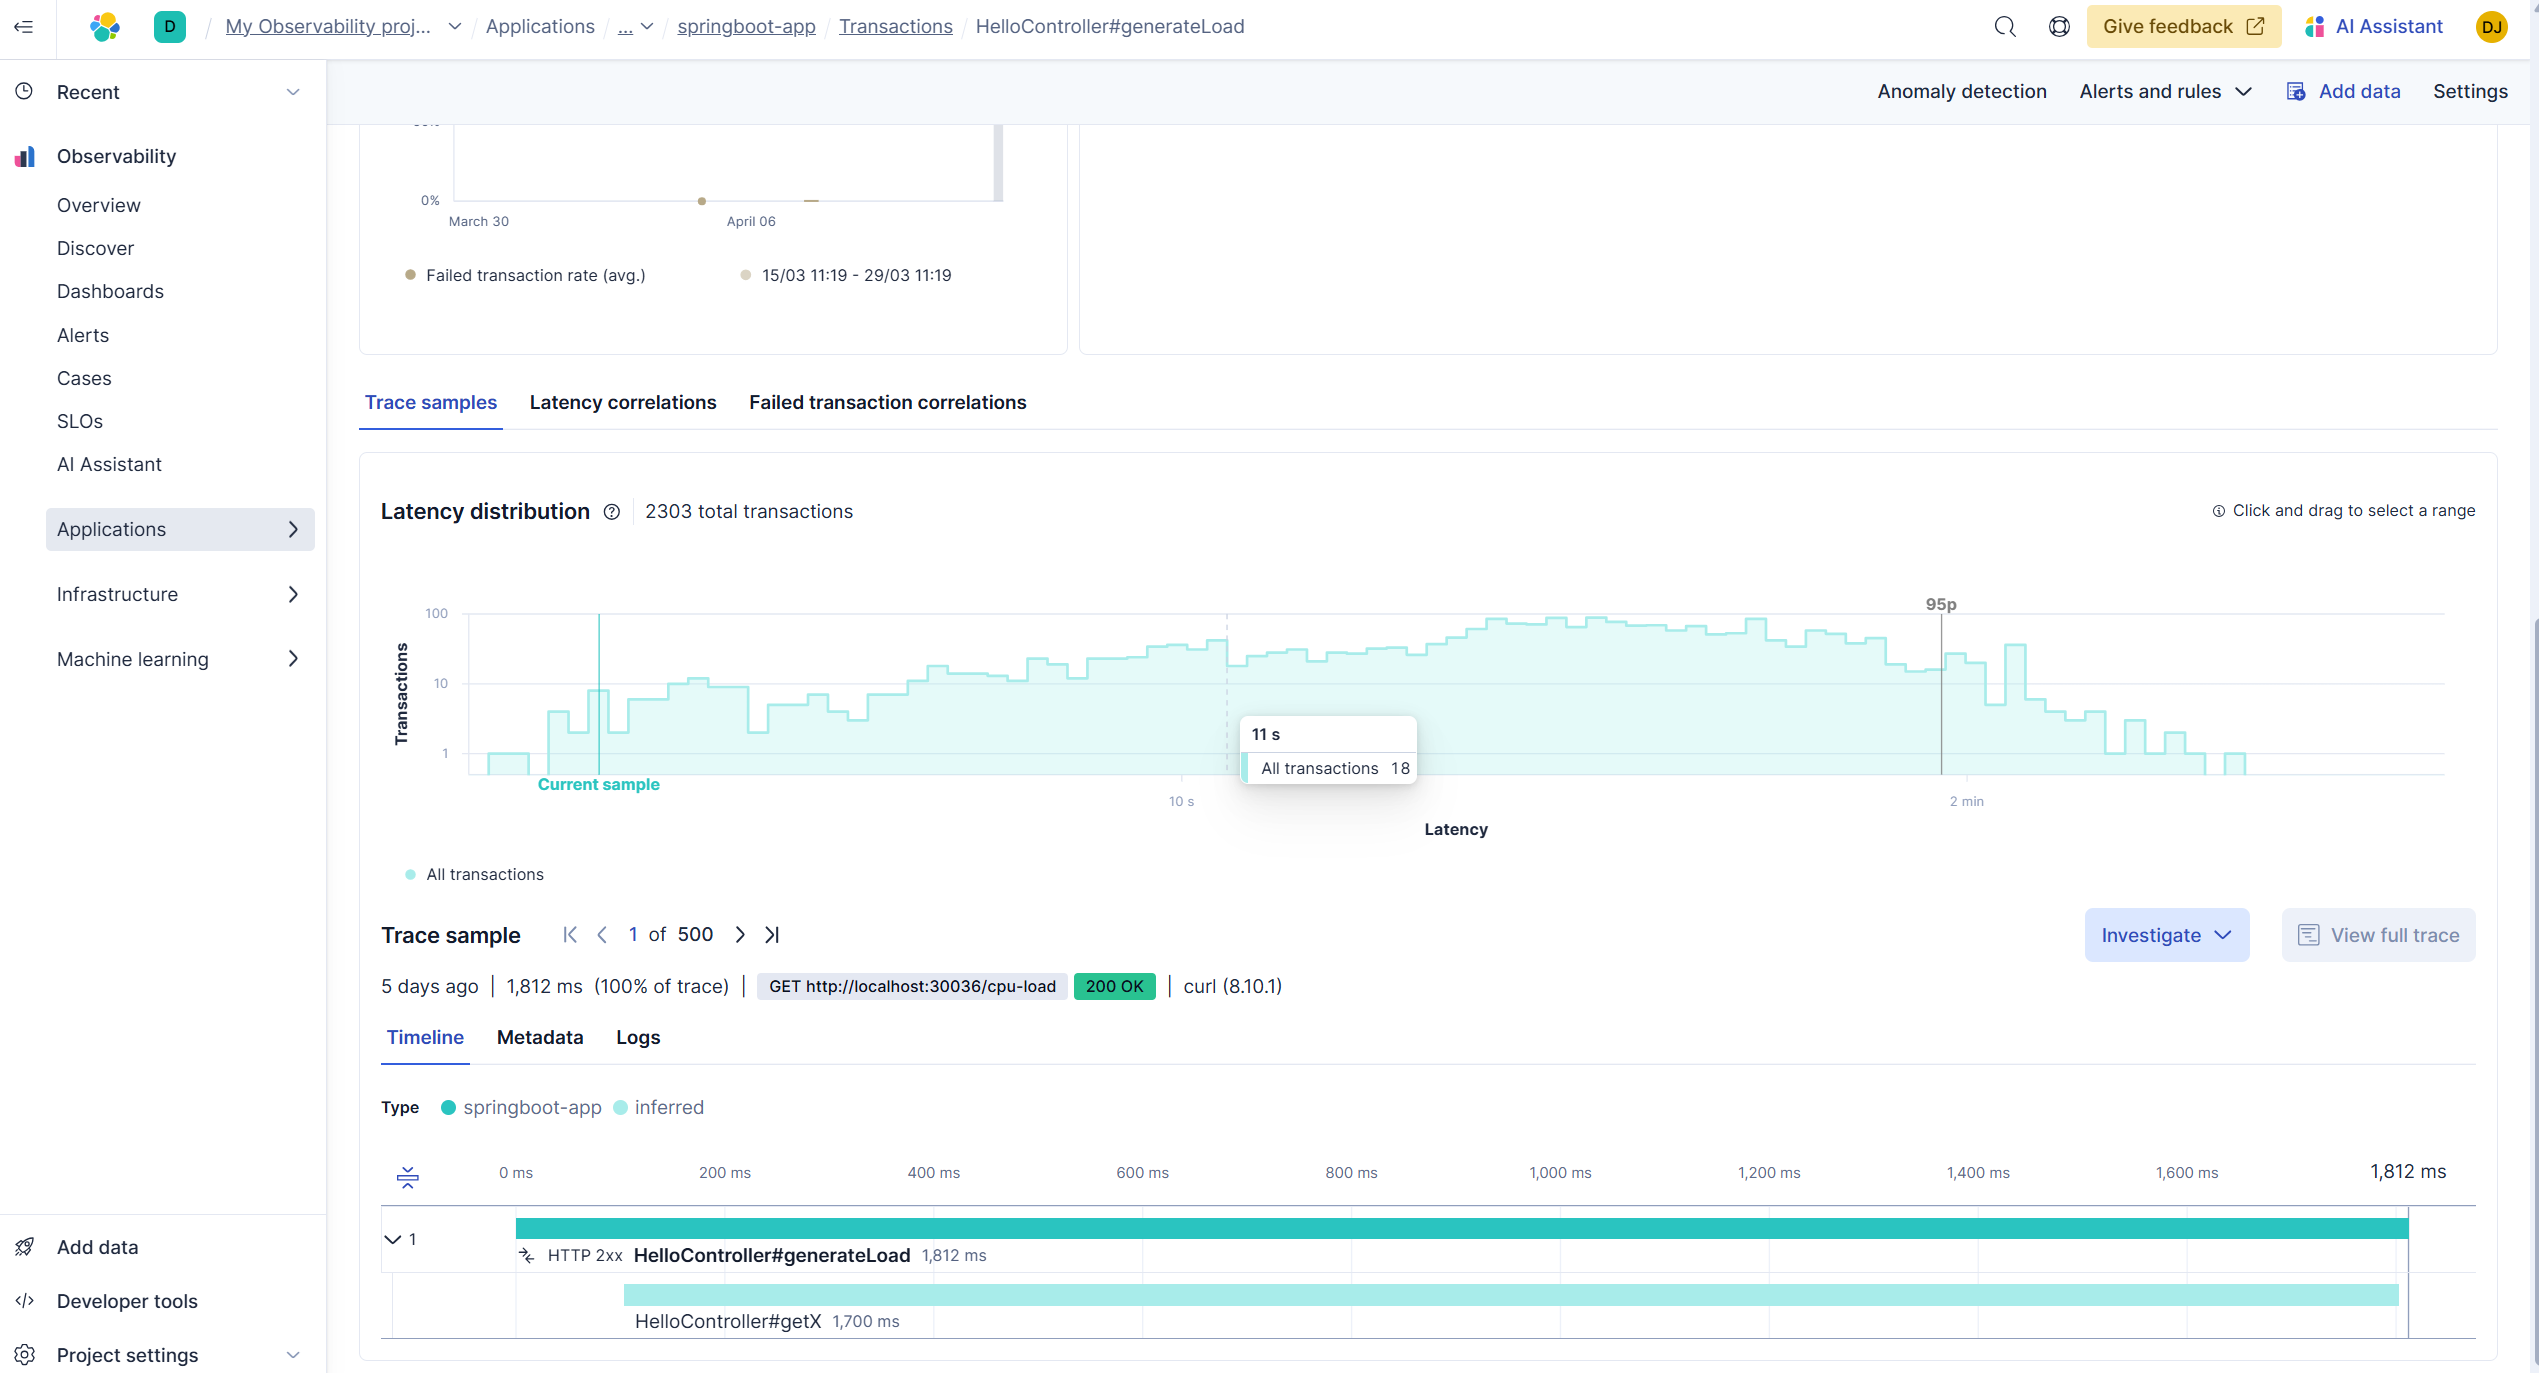 D / My Observability proj... / Applications / ... / springboot-app / Transactions / HelloController#generateLoad
Give feedback
AI Assistant
DJ
Recent
Observability
Overview
Discover
Dashboards
Alerts
Cases
SLOs
AI Assistant
Applications
Infrastructure
Machine learning
Add data
Developer tools
Project settings
Anomaly detection
Alerts and rules
Add data
Settings
0%
March 30
April 06
Failed transaction rate (avg.)
15/03 11:19 - 29/03 11:19
Trace samples
Latency correlations
Failed transaction correlations
Latency distribution
2303 total transactions
Click and drag to select a range
Transactions
100
10
1
95p
11 s
All transactions 18
Current sample
10 s
2 min
Latency
All transactions
Trace sample
1 of 500
Investigate
View full trace
5 days ago | 1,812 ms (100% of trace) | GET http://localhost:30036/cpu-load 200 OK | curl (8.10.1)
Timeline
Metadata
Logs
Type
springboot-app
inferred
0 ms
200 ms
400 ms
600 ms
800 ms
1,000 ms
1,200 ms
1,400 ms
1,600 ms
1,812 ms
1
HTTP 2xx HelloController#generateLoad 1,812 ms
HelloController#getX 1,700 ms